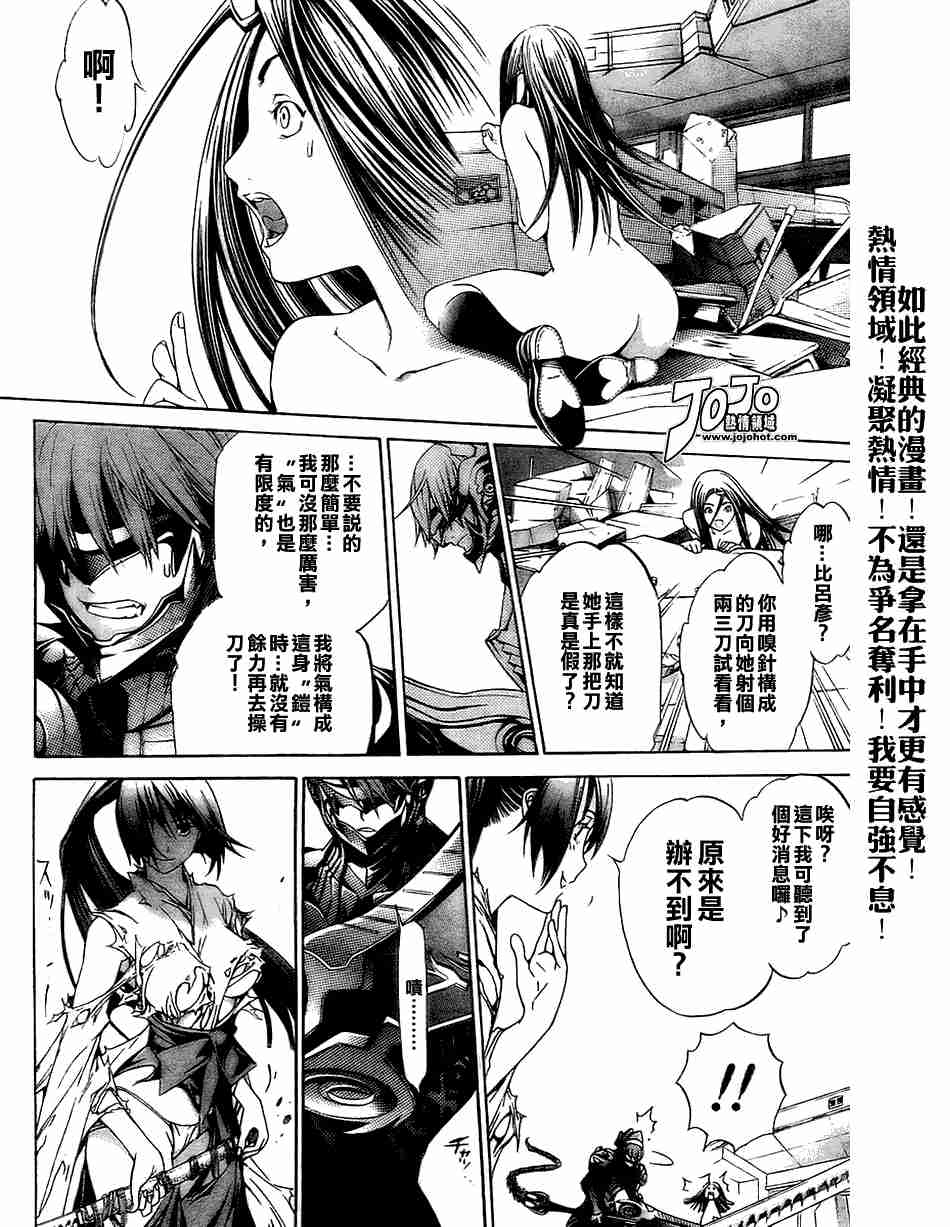 啊！
JoJo
熱情領域
-www.jojohot.com-
哪…比呂彥？
你用嗅針構成
的刀向她射個
兩三刀試看看，
這樣不就知道
她手上那把刀
是真是假了？
…不要說的
那麼簡單…
我可沒那麼厲害，
〝氣〞也是
有限度的，
我將氣構成
這身〝鎧〞
時…就沒有
餘力再去操
刀了！
唉呀？
這下我可聽到了
個好消息囉♪
原來是
辦不到啊？
!!
嘖…………
チャッ
如此經典的漫畫！還是拿在手中才更有感覺！
熱情領域！凝聚熱情！不為爭名奪利！我要自強不息！